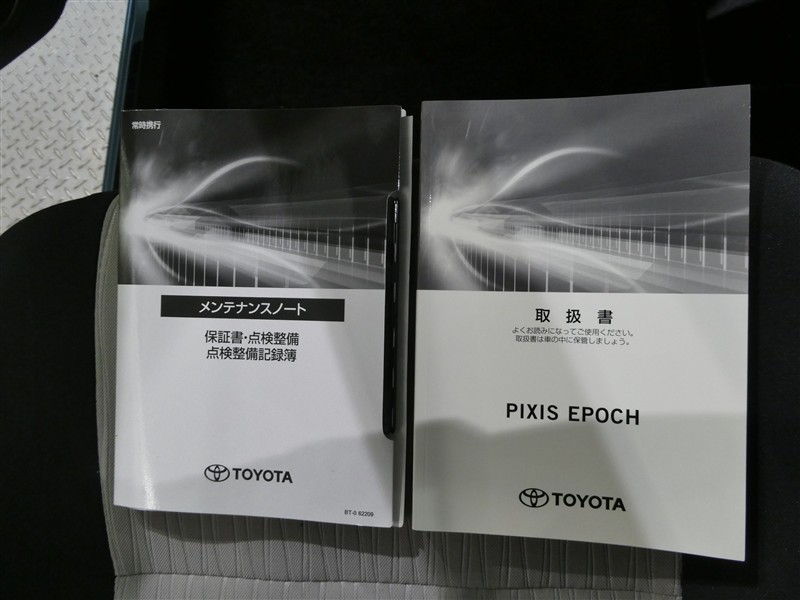 常時携行
メンテナンスノート
保証書・点検整備
点検整備記録簿
TOYOTA
BT-0 62206
取扱書
よくお読みになってご使用ください。
取扱書は車の中に保管しましょう。
PIXIS EPOCH
TOYOTA